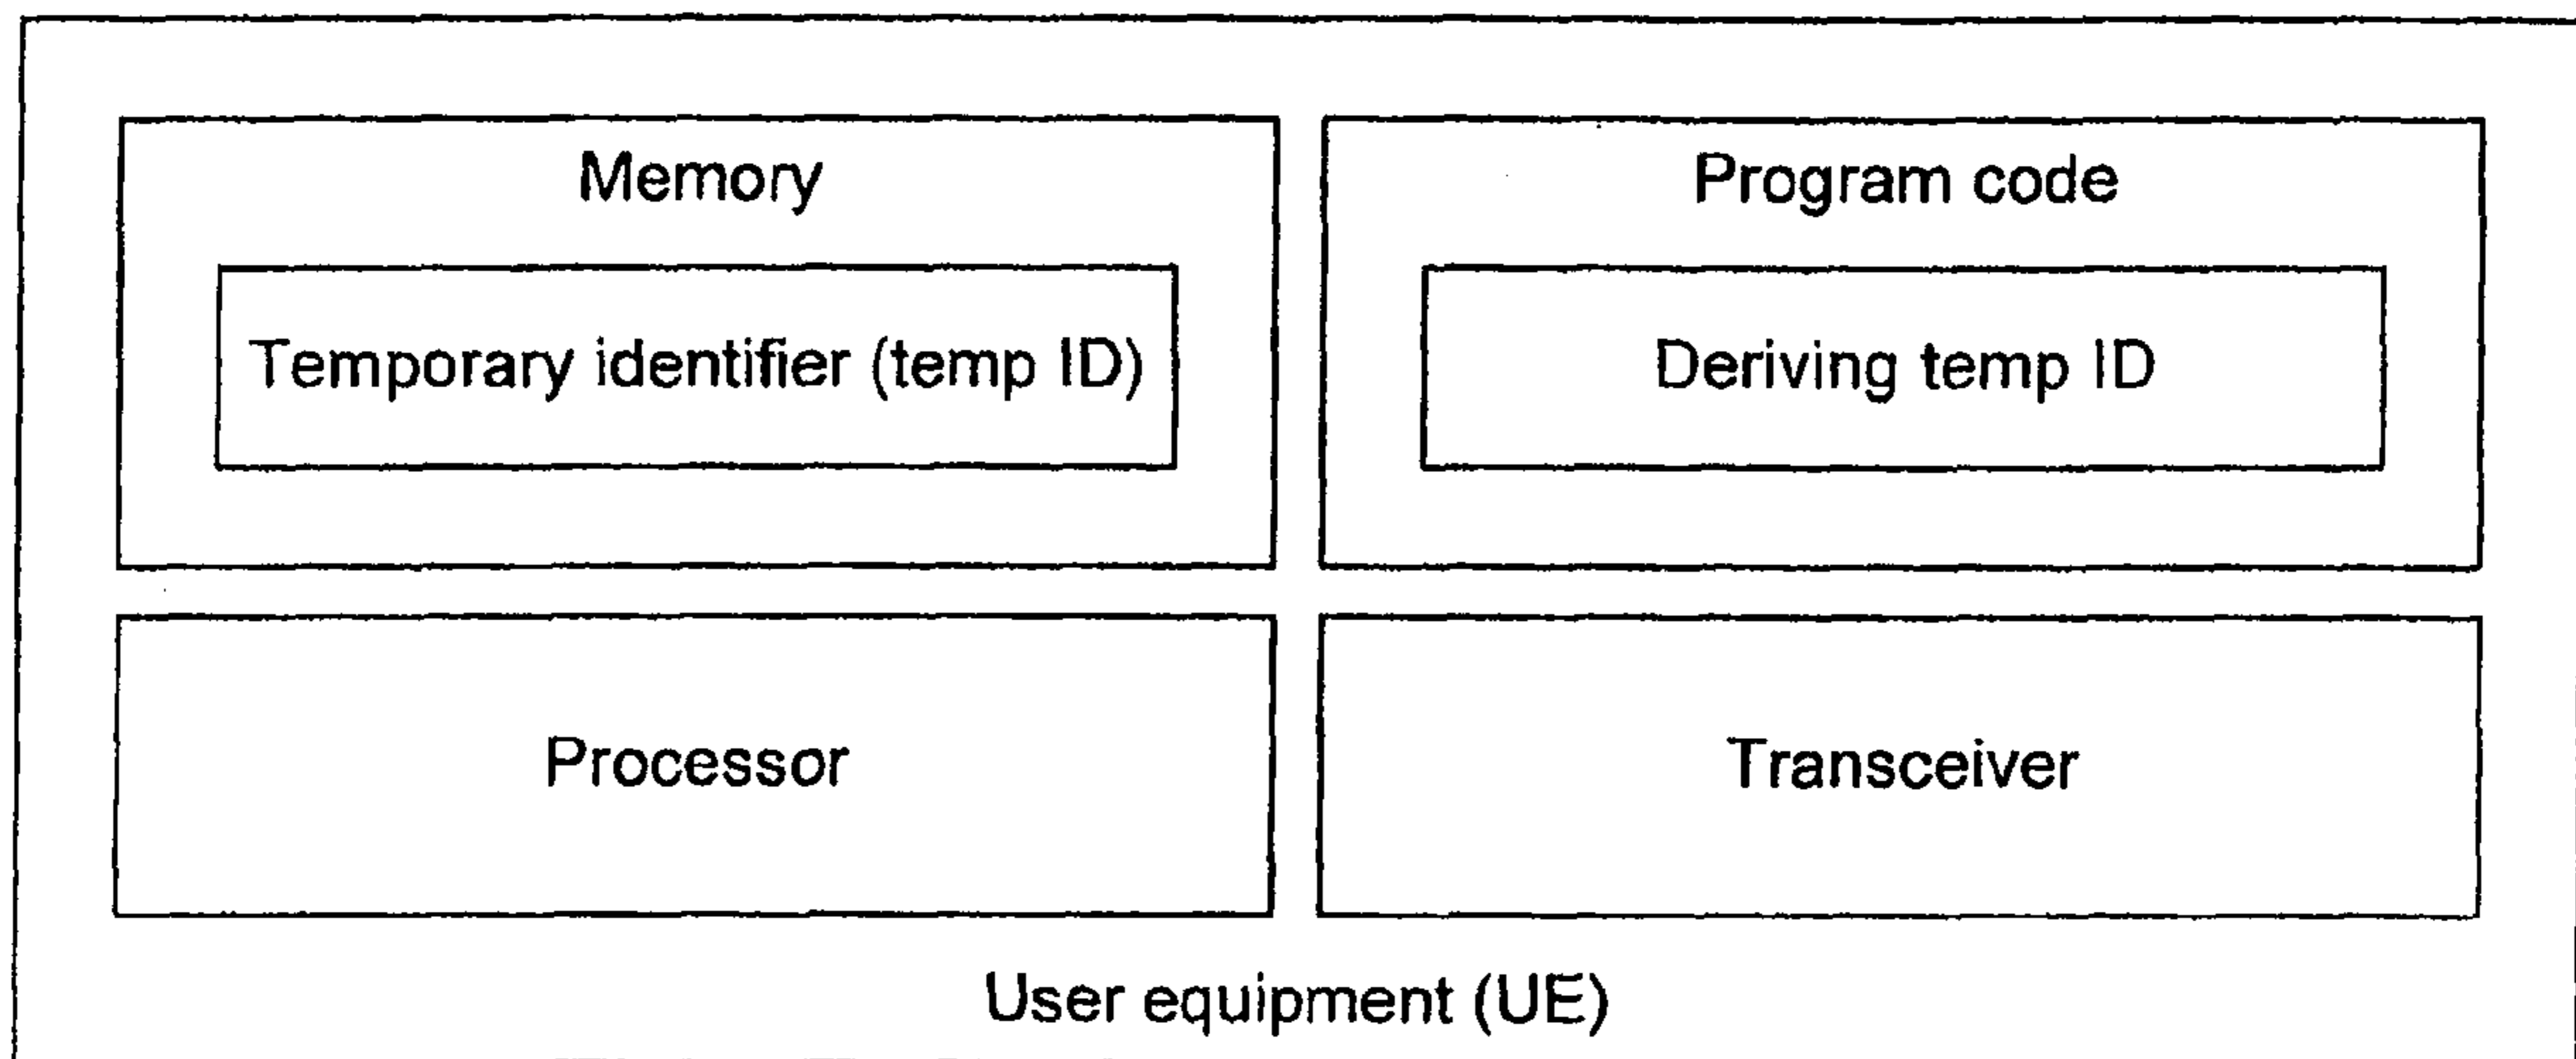 Memory
Program code
Temporary identifier (temp ID)
Deriving temp ID
Processor
Transceiver
User equipment (UE)